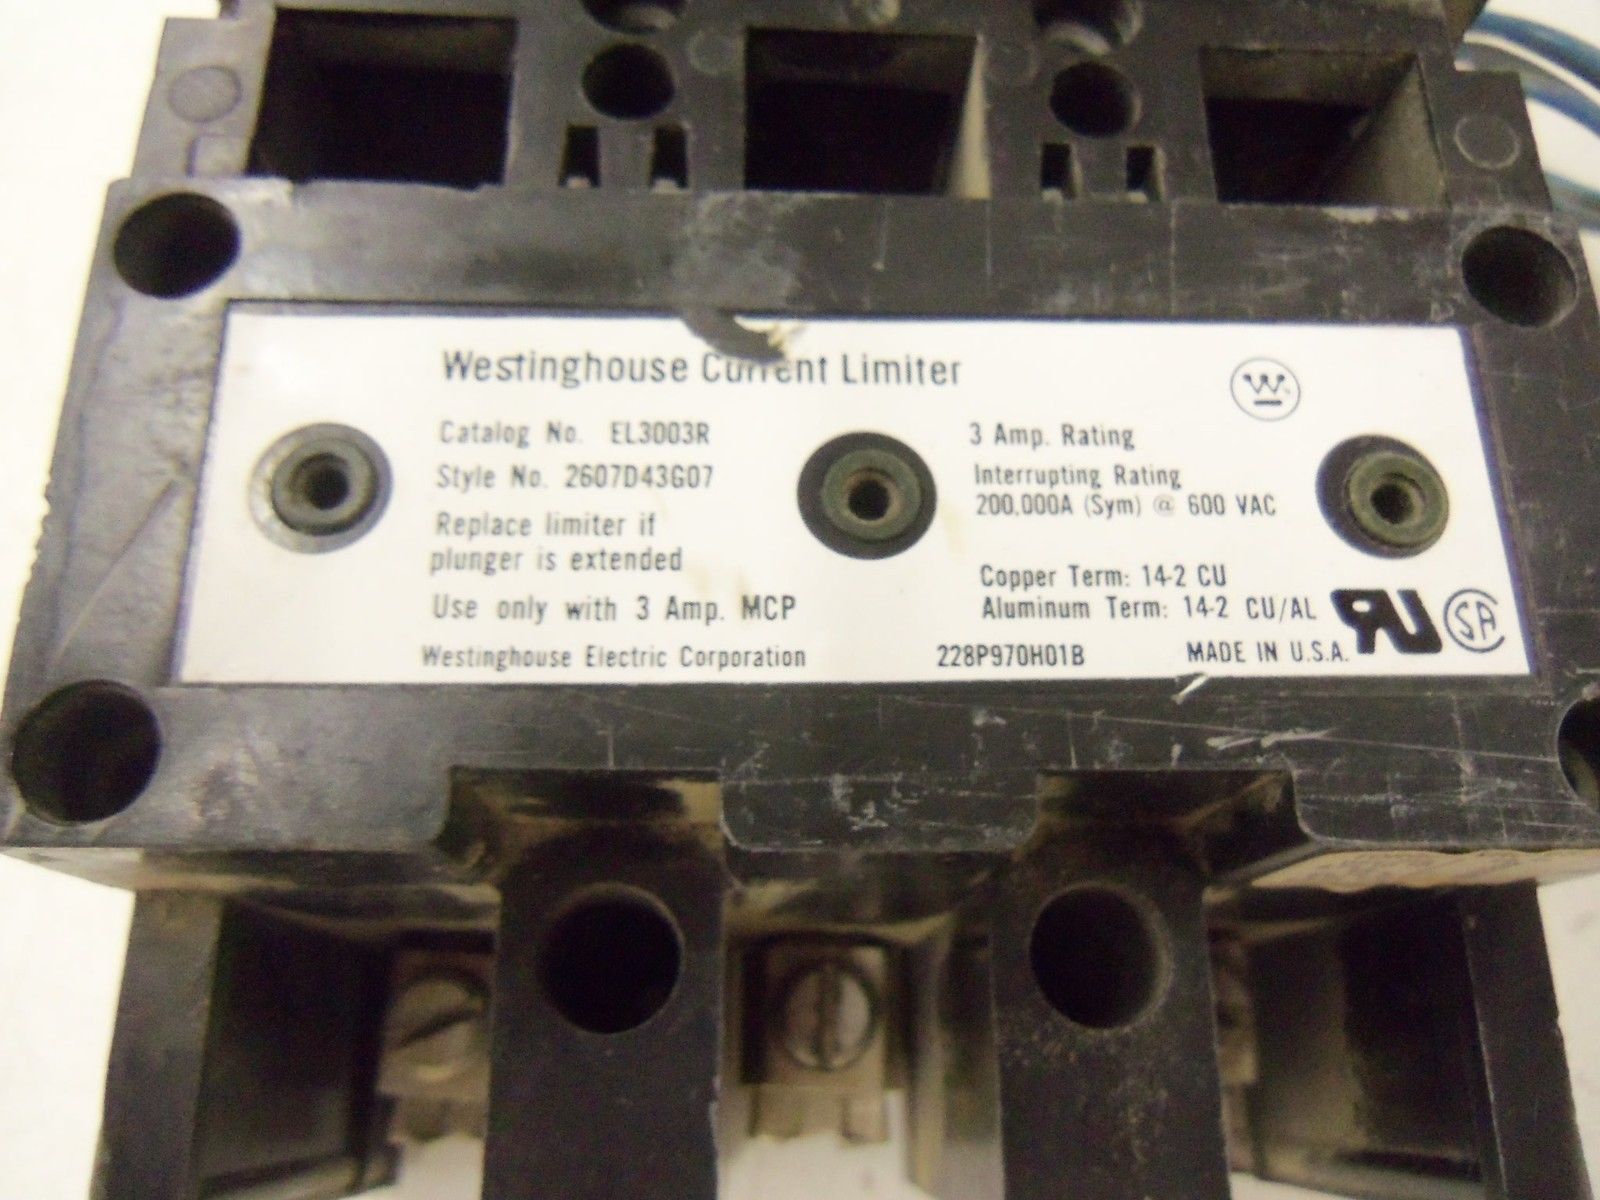 Westinghouse Current Limiter
W
Catalog No. EL3003R
Style No. 2607D43G07
Replace limiter if
plunger is extended
Use only with 3 Amp. MCP
Westinghouse Electric Corporation
3 Amp. Rating
Interrupting Rating
200,000A (Sym) @ 600 VAC
Copper Term: 14-2 CU
Aluminum Term: 14-2 CU/AL
228P970H01B
MADE IN U.S.A.
RU
SA